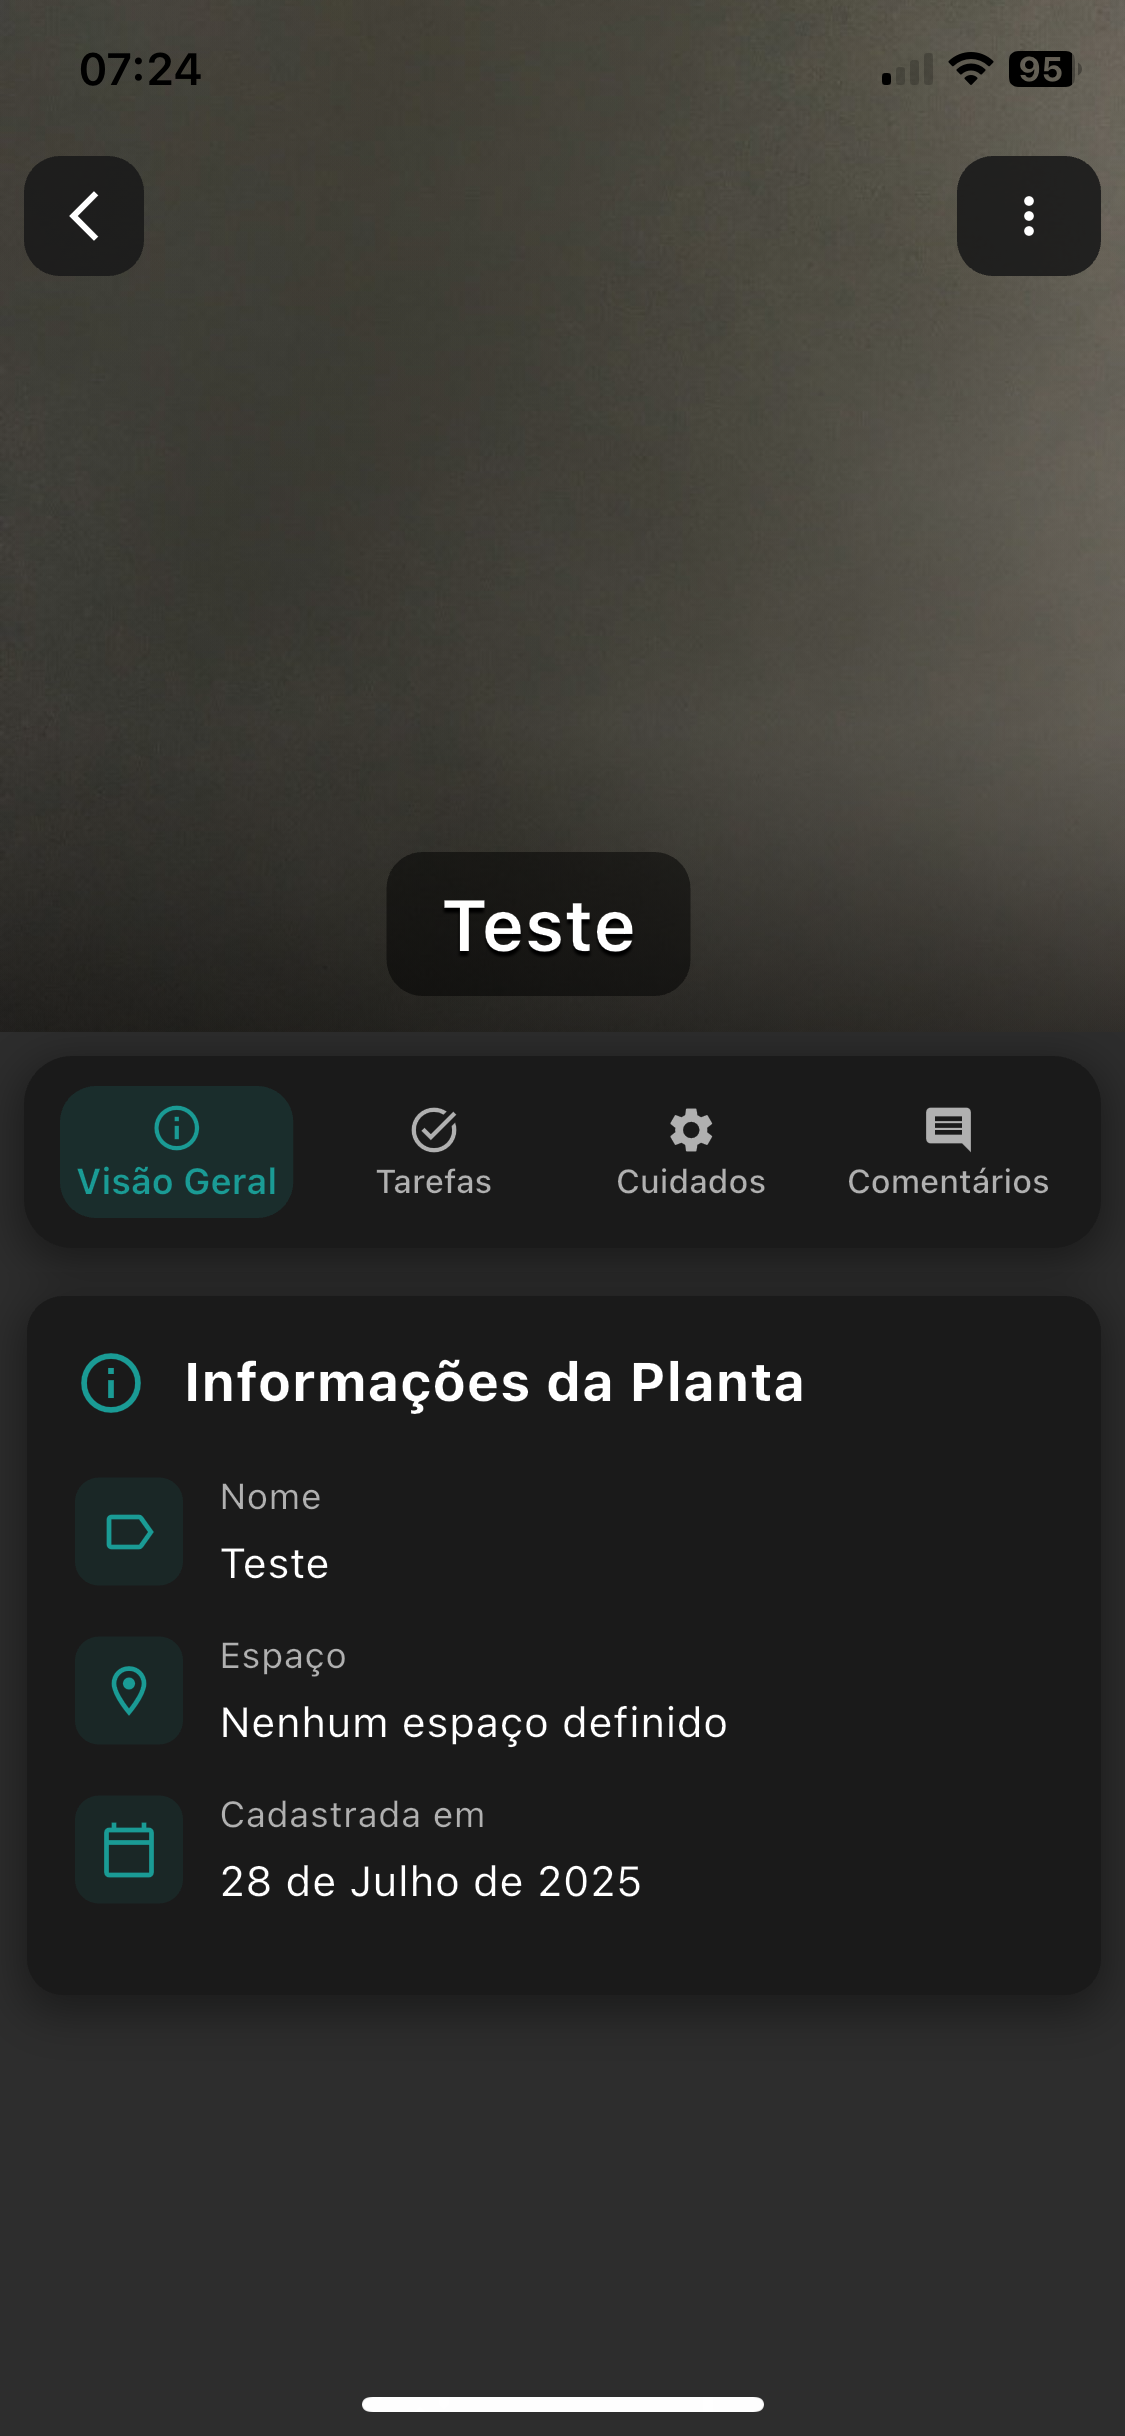 07:24
95
Teste
Visão Geral
Tarefas
Cuidados
Comentários
Informações da Planta
Nome
Teste
Espaço
Nenhum espaço definido
Cadastrada em
28 de Julho de 2025